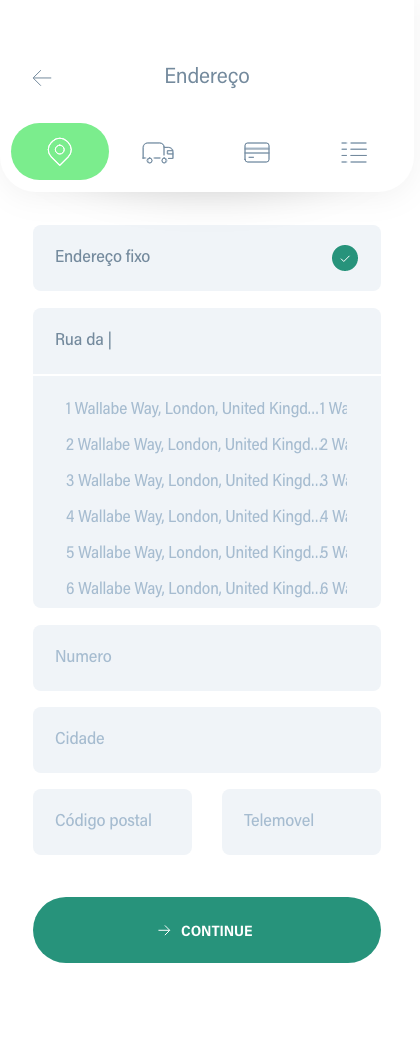 Endereço
Endereço fixo
Rua da |
1 Wallabe Way, London, United Kingd...1 Wa
2 Wallabe Way, London, United Kingd...2 Wa
3 Wallabe Way, London, United Kingd...3 Wa
4 Wallabe Way, London, United Kingd...4 Wa
5 Wallabe Way, London, United Kingd...5 Wa
6 Wallabe Way, London, United Kingd...6 Wa
Numero
Cidade
Código postal
Telemovel
CONTINUE